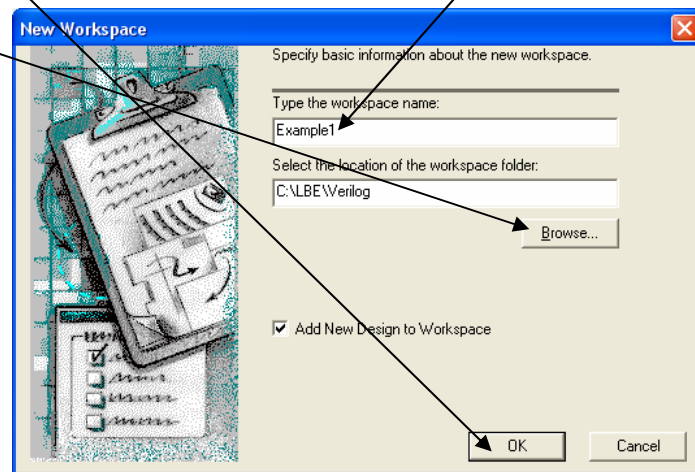 New Workspace
Specify basic information about the new workspace.
Type the workspace name:
Example1
Select the location of the workspace folder:
C:\LBE\Verilog
Browse...
Add New Design to Workspace
OK
Cancel